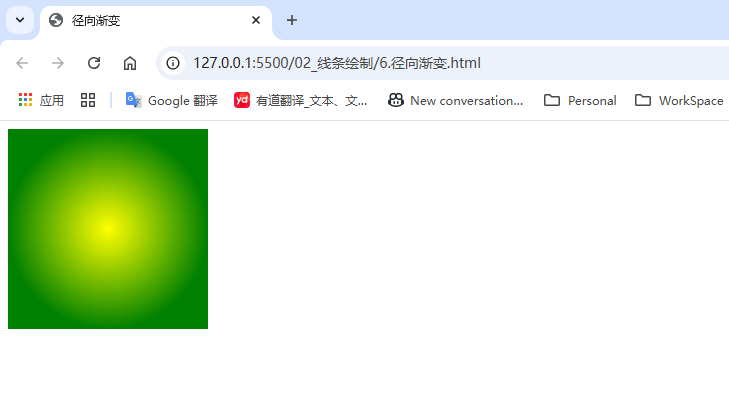 径向渐变
127.0.0.1:5500/02_线条绘制/6.径向渐变.html
应用 Google 翻译 yd 有道翻译_文本、文... New conversation... Personal WorkSpace